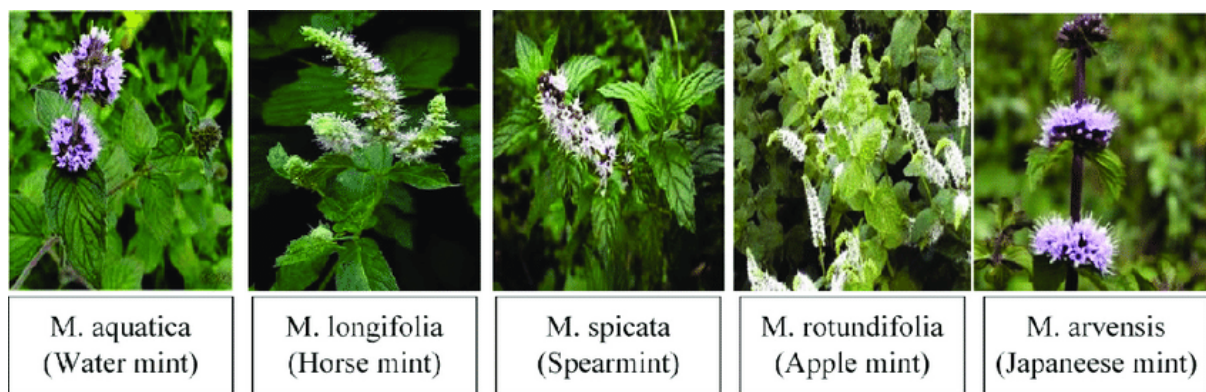 M. aquatica
(Water mint)
M. longifolia
(Horse mint)
M. spicata
(Spearmint)
M. rotundifolia
(Apple mint)
M. arvensis
(Japaneese mint)